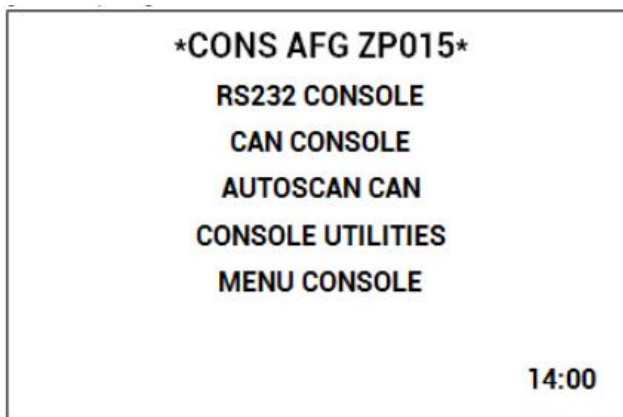 *CONS AFG ZP015*
RS232 CONSOLE
CAN CONSOLE
AUTOSCAN CAN
CONSOLE UTILITIES
MENU CONSOLE
14:00